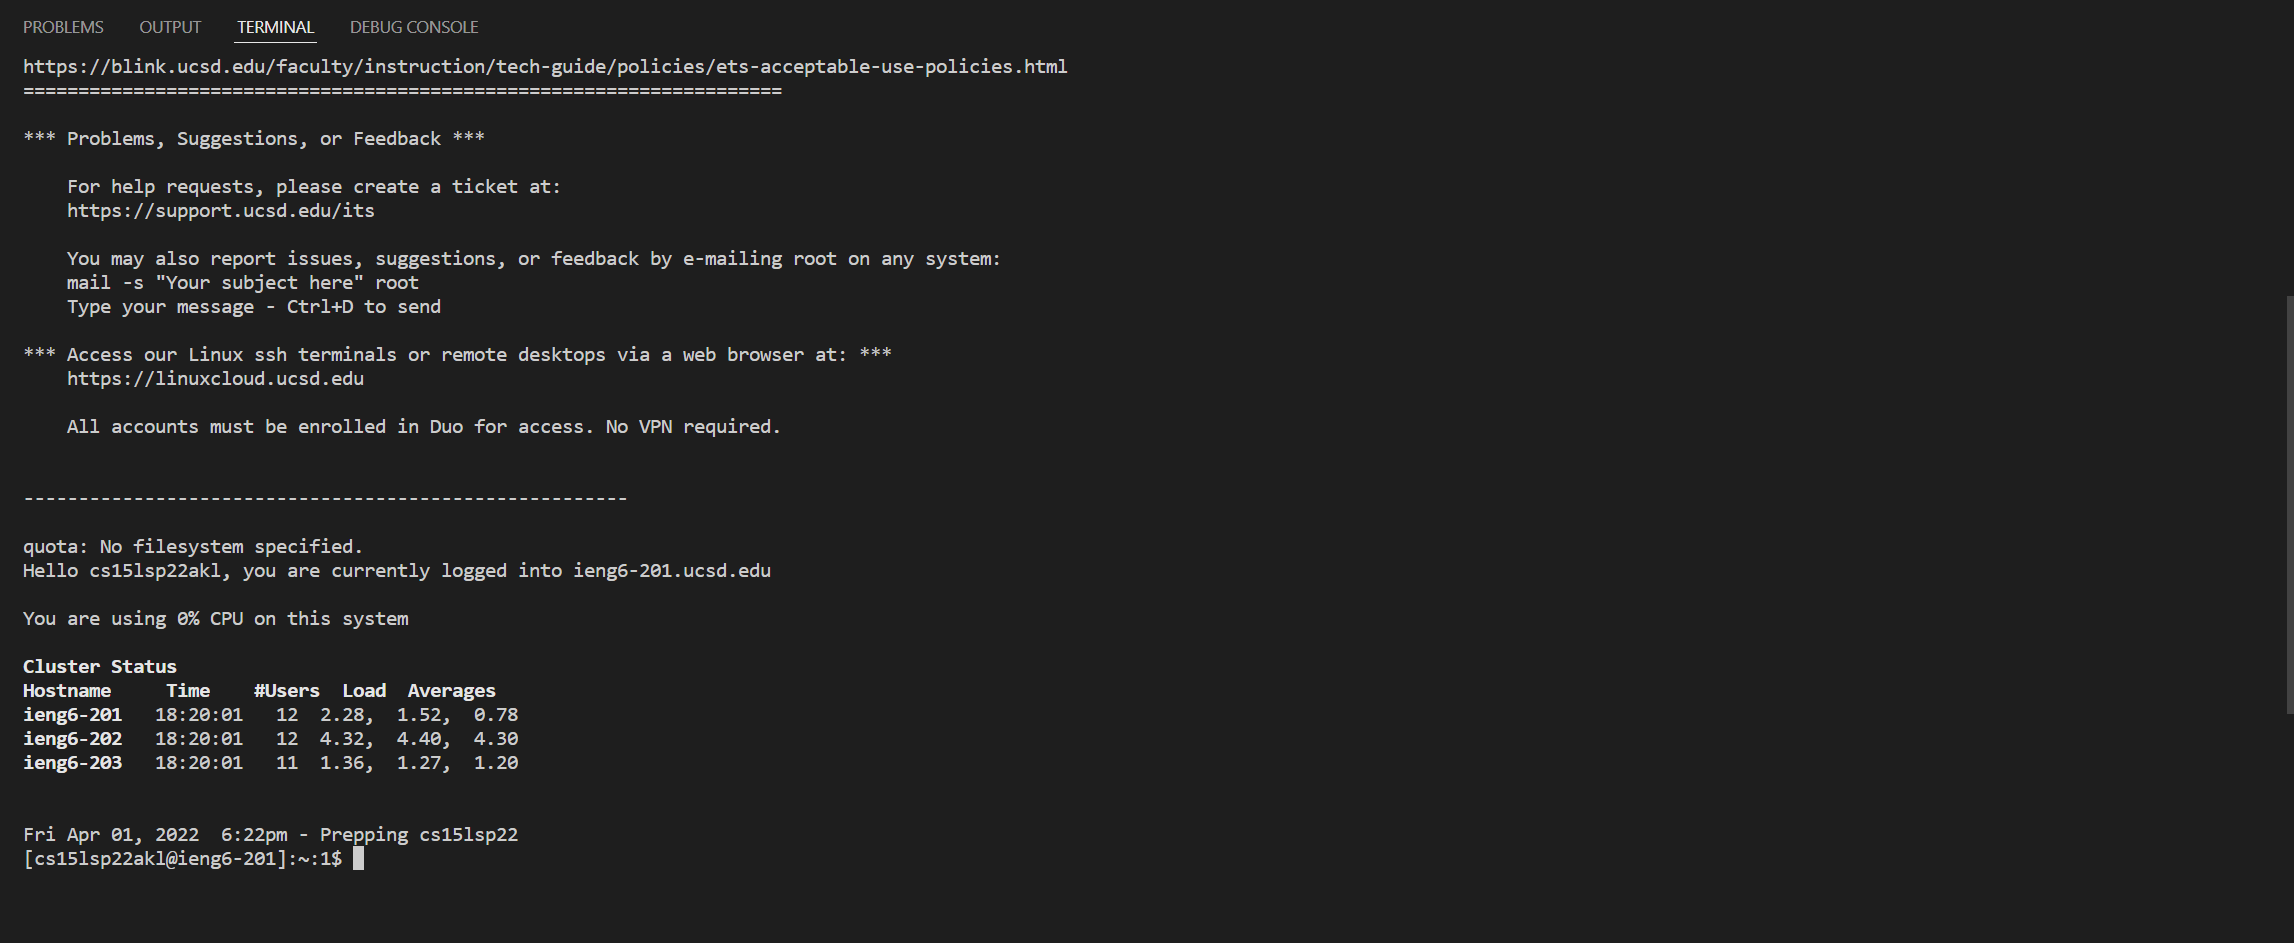 PROBLEMS OUTPUT TERMINAL DEBUG CONSOLE
https://blink.ucsd.edu/faculty/instruction/tech-guide/policies/ets-acceptable-use-policies.html
=====================================================================
*** Problems, Suggestions, or Feedback ***
For help requests, please create a ticket at:
https://support.ucsd.edu/its
You may also report issues, suggestions, or feedback by e-mailing root on any system:
mail -s "Your subject here" root
Type your message - Ctrl+D to send
*** Access our Linux ssh terminals or remote desktops via a web browser at: ***
https://linuxcloud.ucsd.edu
All accounts must be enrolled in Duo for access. No VPN required.
-------------------------------------------------------
quota: No filesystem specified.
Hello cs15lsp22akl, you are currently logged into ieng6-201.ucsd.edu
You are using 0% CPU on this system
Cluster Status
Hostname     Time    #Users  Load  Averages
ieng6-201   18:20:01   12  2.28,  1.52,  0.78
ieng6-202   18:20:01   12  4.32,  4.40,  4.30
ieng6-203   18:20:01   11  1.36,  1.27,  1.20
Fri Apr 01, 2022  6:22pm - Prepping cs15lsp22
[cs15lsp22akl@ieng6-201]:~:1$